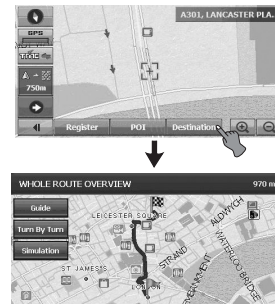 A301, LANCASTER PLA..
GPS
TMC
750m
Register POI Destination
WHOLE ROUTE OVERVIEW 970 m
Guide
Turn By Turn
Simulation
LEICESTER SQUARE
ALDWYCH
STRAND
WATERLOO BRIDGE
ST JAMES'S
LONDON